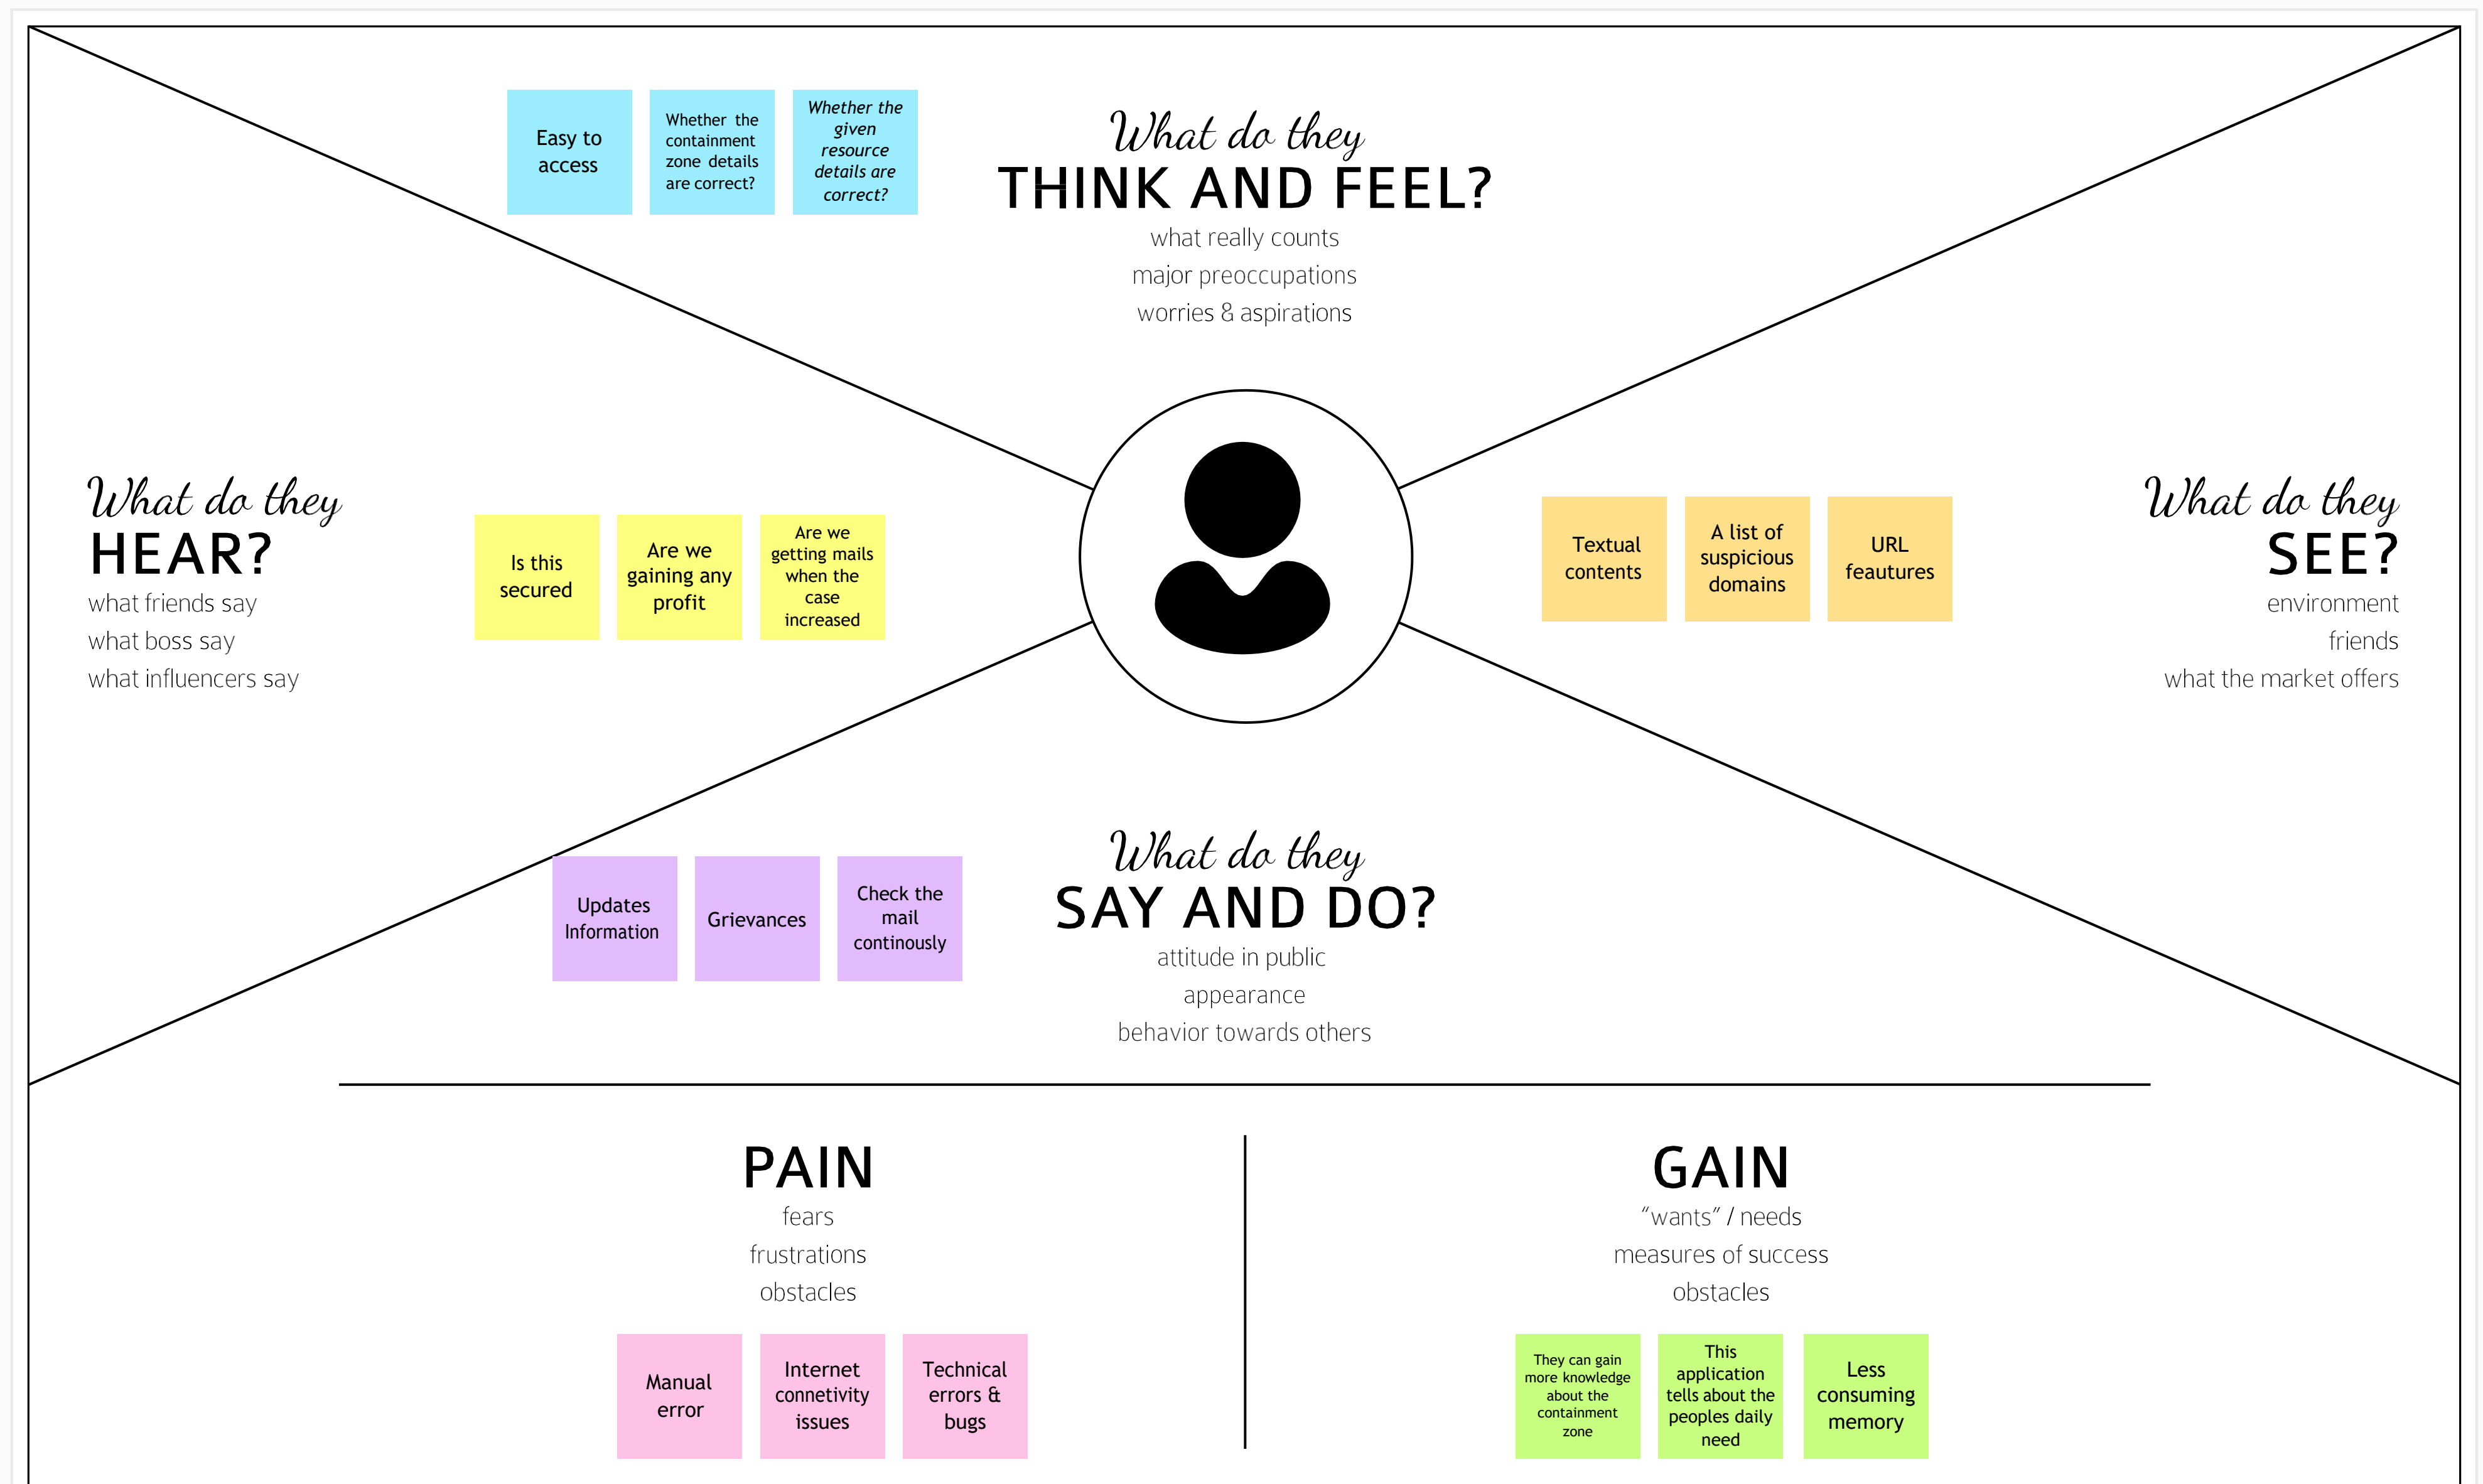 Easy to
access
Whether the
containment
zone details
are correct?
Whether the
given
resource
details are
correct?
What do they
THINK AND FEEL?
what really counts
major preoccupations
worries & aspirations
What do they
HEAR?
what friends say
what boss say
what influencers say
Is this
secured
Are we
gaining any
profit
Are we
getting mails
when the
case
increased
Textual
contents
A list of
suspicious
domains
URL
feautures
What do they
SEE?
environment
friends
what the market offers
Updates
Information
Grievances
Check the
mail
continously
What do they
SAY AND DO?
attitude in public
appearance
behavior towards others
PAIN
fears
frustrations
obstacles
Manual
error
Internet
connetivity
issues
Technical
errors &
bugs
GAIN
“wants” / needs
measures of success
obstacles
They can gain
more knowledge
about the
containment
zone
This
application
tells about the
peoples daily
need
Less
consuming
memory